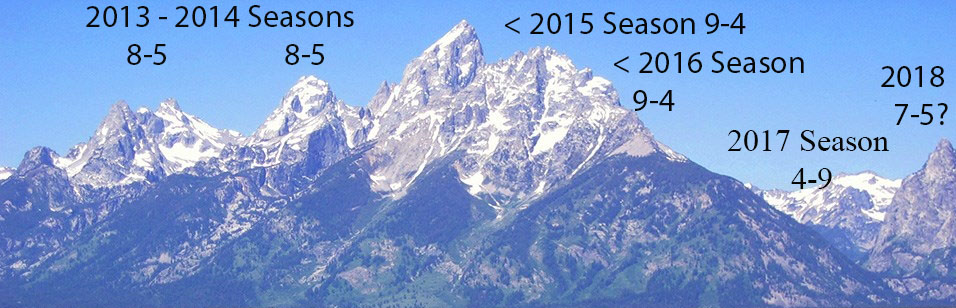 2013 - 2014 Seasons
8-5
8-5
< 2015 Season 9-4
< 2016 Season
9-4
2017 Season
4-9
2018
7-5?